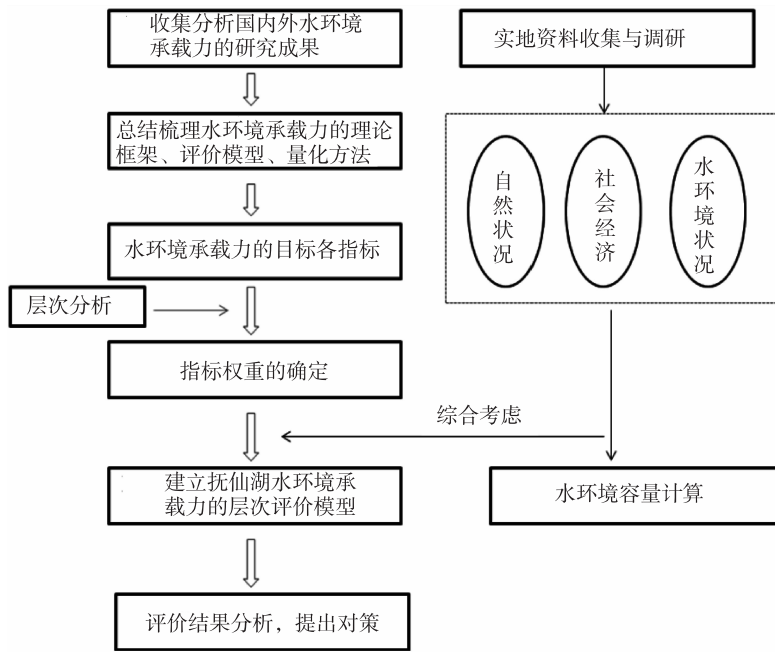 收集分析国内外水环境
承载力的研究成果
总结梳理水环境承载力的理论
框架、评价模型、量化方法
水环境承载力的目标各指标
层次分析
指标权重的确定
建立抚仙湖水环境承
载力的层次评价模型
评价结果分析，提出对策
实地资料收集与调研
自然状况
社会经济
水环境状况
综合考虑
水环境容量计算